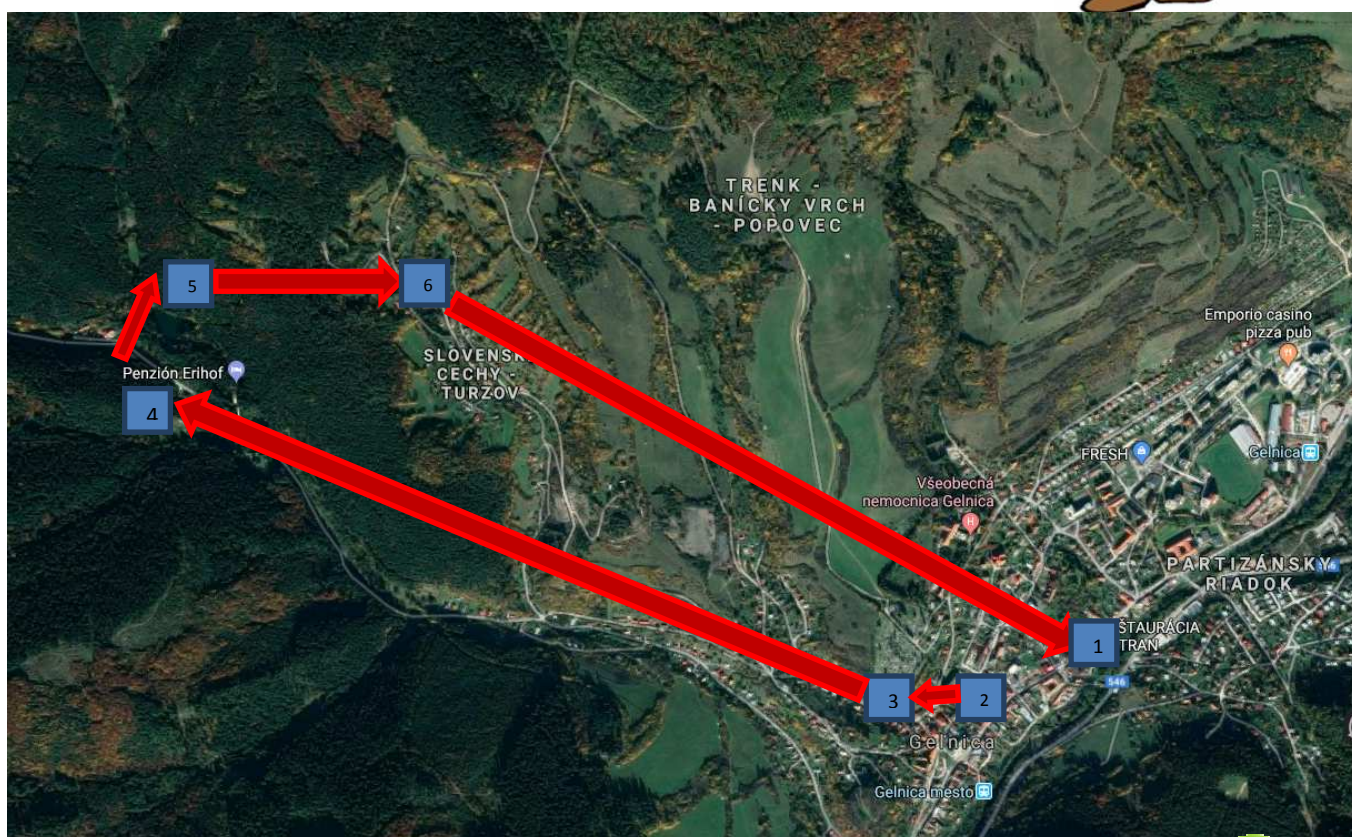 TRENK -
BANÍCKY VRCH
- POPOVEC
5
6
Emporio casino
pizza pub
Penzión Erihof
SLOVENSK
CECHY -
TURZOV
4
FRESH
Gelnica
Všeobecná
nemocnica Gelnica
PARTIZÁNSKY
RIADOK
1
ŠTAURÁCIA
TRAN
546
3
2
Gelnica
Gelnica mesto